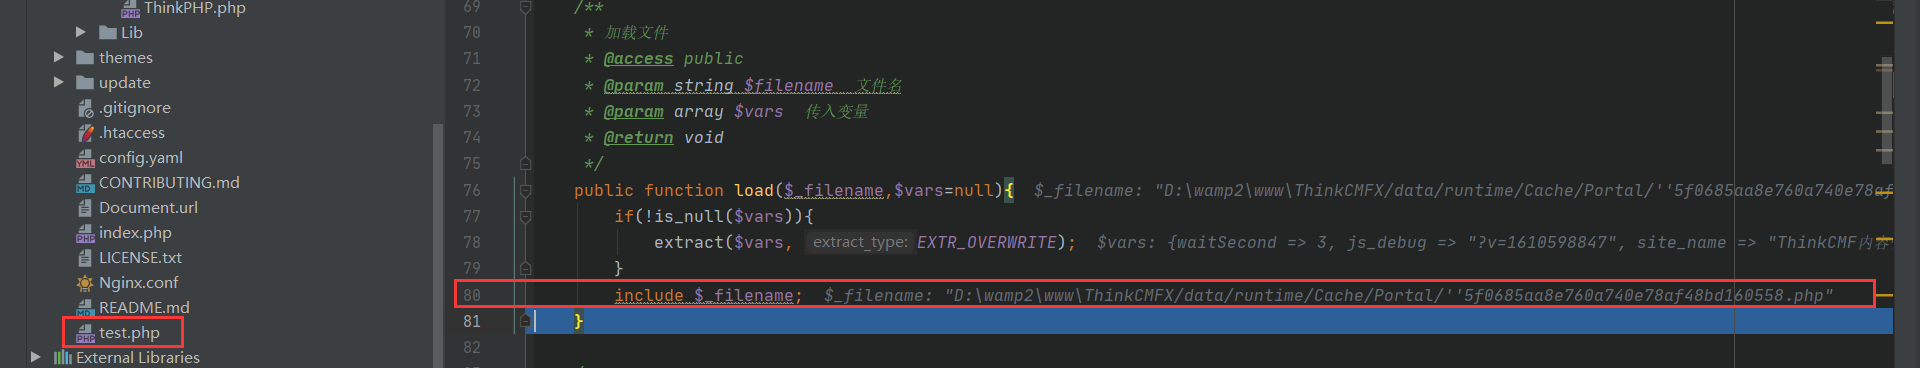 ThinkPHP.php
Lib
themes
update
.gitignore
.htaccess
config.yaml
CONTRIBUTING.md
Document.url
index.php
LICENSE.txt
Nginx.conf
README.md
test.php
External Libraries
69 /**
70 * 加载文件
71 * @access public
72 * @param string $filename 文件名
73 * @param array $vars 传入变量
74 * @return void
75 */
76 public function load($_filename,$vars=null){ $_filename: "D:\wamp2\www\ThinkCMFX/data/runtime/Cache/Portal/''5f0685aa8e760a740e78af
77 if(!is_null($vars)){
78 extract($vars, extract_type: EXTR_OVERWRITE); $vars: {waitSecond => 3, js_debug => "?v=1610598847", site_name => "ThinkCMF内容
79 }
80 include $_filename; $_filename: "D:\wamp2\www\ThinkCMFX/data/runtime/Cache/Portal/''5f0685aa8e760a740e78af48bd160558.php"
81 }
82